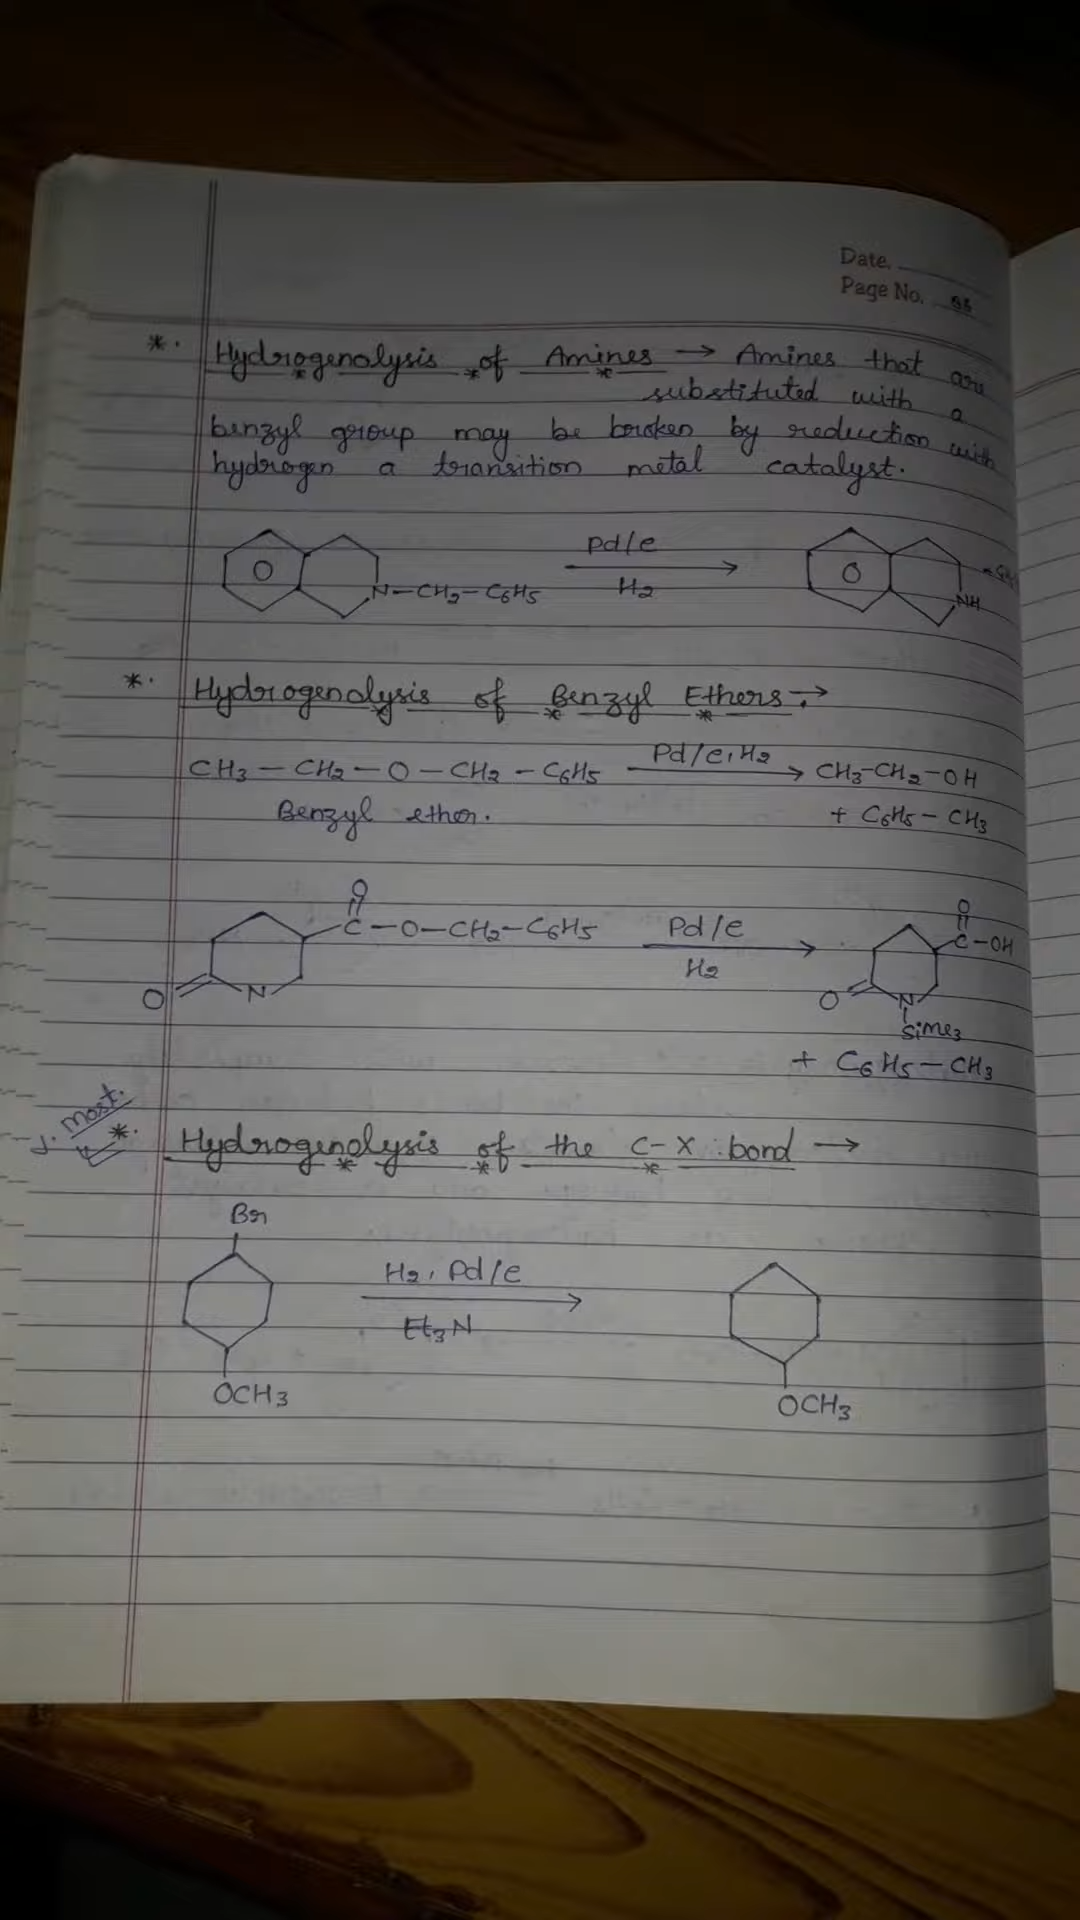 Date.
Page No.
*. Hydrogenolysis of Amines → Amines that are
substituted with a
benzyl group may be broken by reduction with
hydrogen a transition metal catalyst.
Pd/c
N-CH2-C6H5
H2
NH
*. Hydrogenolysis of Benzyl Ethers:→
CH3-CH2-O-CH2-C6H5 Pd/c, H2 → CH3-CH2-OH
Benzyl ether.
+ C6H5-CH3
O
C-O-CH2-C6H5
Pd/c
H2
O
N
O
C-OH
O
N
SiMe3
+ C6H5-CH3
most.
*. Hydrogenolysis of the C-X bond →
Br
H2, Pd/c
Et3N
OCH3
OCH3